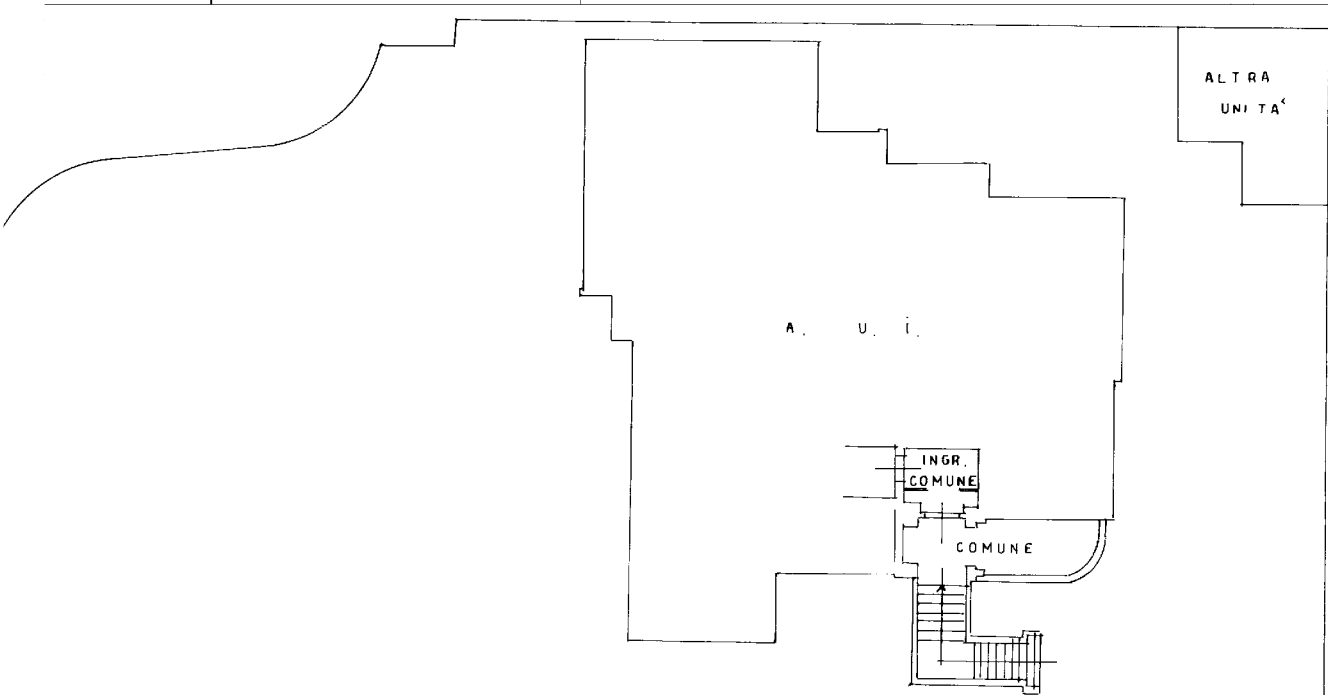 ALTRA
UNITA'
A. U. i.
INGR.
COMUNE
COMUNE